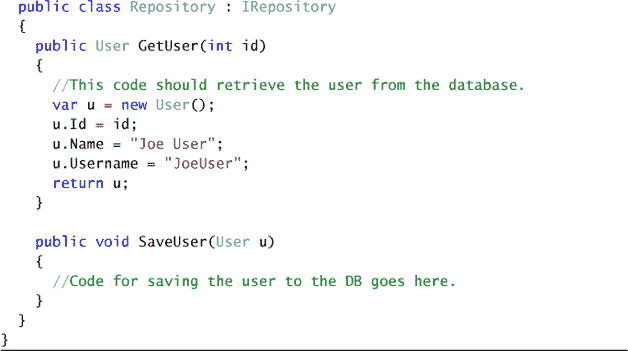 public class Repository : IRepository
{
public User GetUser(int id)
{
//This code should retrieve the user from the database.
var u = new User();
u.Id = id;
u.Name = "Joe User";
u.Username = "JoeUser";
return u;
}
public void SaveUser(User u)
{
//Code for saving the user to the DB goes here.
}
}
}